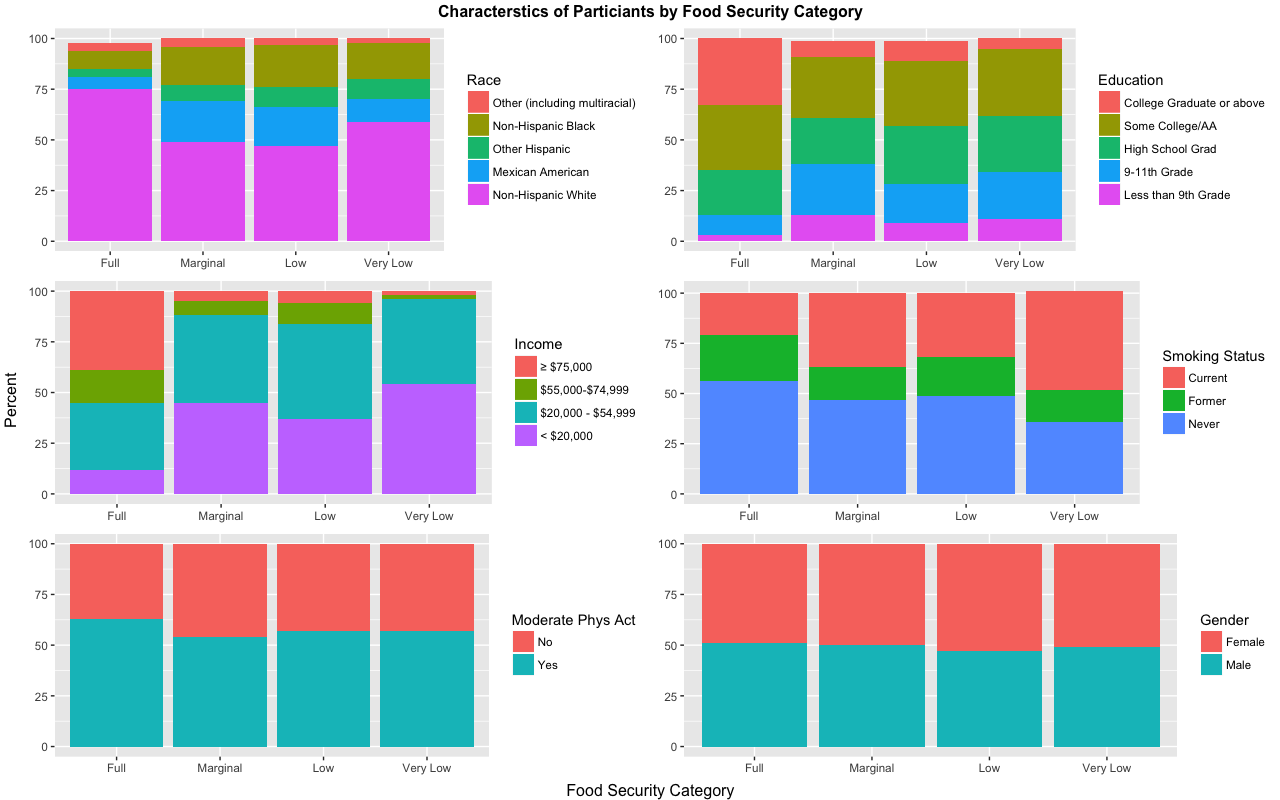 Characterstics of Particiants by Food Security Category
100
75
50
25
0
Full Marginal Low Very Low
Race
Other (including multiracial)
Non-Hispanic Black
Other Hispanic
Mexican American
Non-Hispanic White
100
75
50
25
0
Full Marginal Low Very Low
Education
College Graduate or above
Some College/AA
High School Grad
9-11th Grade
Less than 9th Grade
Percent
100
75
50
25
0
Full Marginal Low Very Low
Income
≥ $75,000
$55,000-$74,999
$20,000 - $54,999
< $20,000
100
75
50
25
0
Full Marginal Low Very Low
Smoking Status
Current
Former
Never
100
75
50
25
0
Full Marginal Low Very Low
Moderate Phys Act
No
Yes
100
75
50
25
0
Full Marginal Low Very Low
Gender
Female
Male
Food Security Category